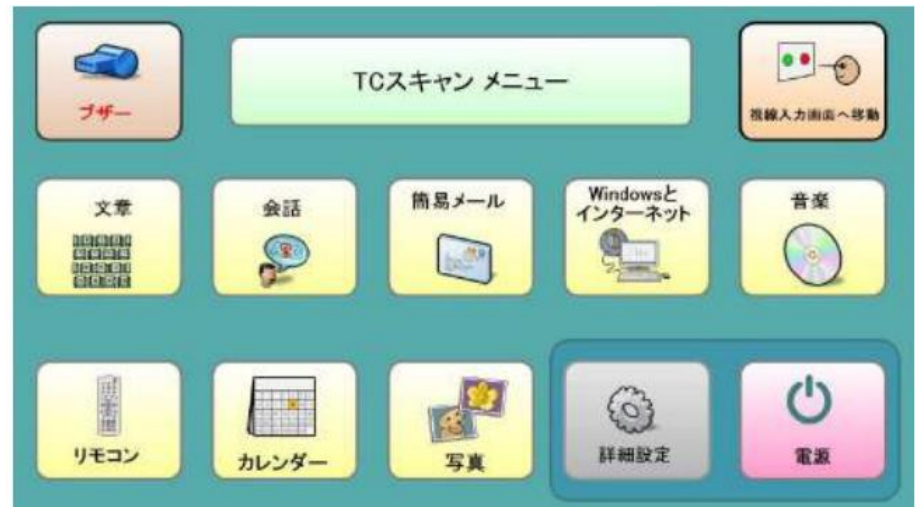 ブザー
TCスキャン メニュー
視線入力画面へ移動
文章
会話
簡易メール
Windowsと
インターネット
音楽
リモコン
カレンダー
写真
詳細設定
電源